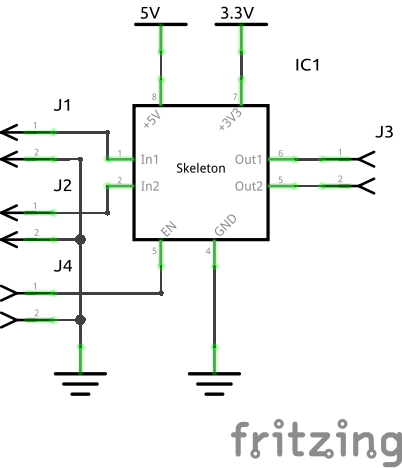 5V
3.3V
IC1
8
7
+5V
+3V3
J1
1
2
1
In1
Out1
6
1
J3
Skeleton
J2
1
2
2
In2
Out2
5
2
EN
GND
5
4
J4
1
2
fritzing